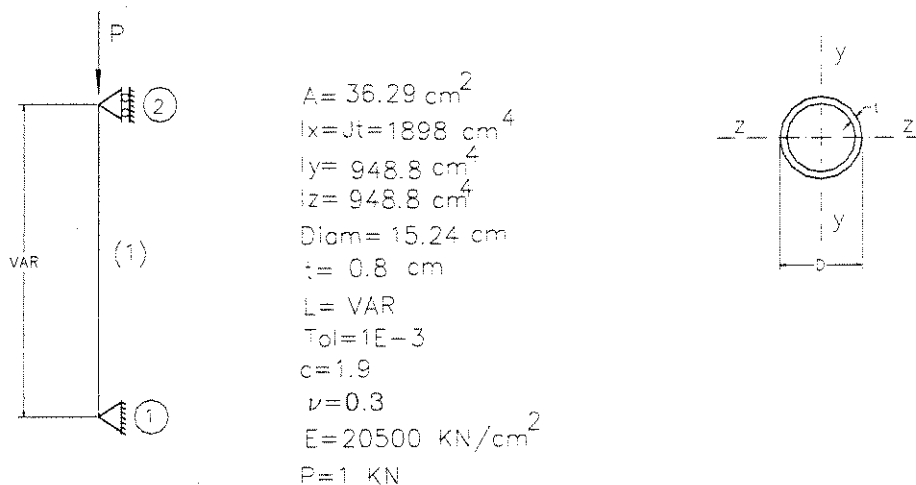 P
2
VAR
(1)
1
A= 36.29 cm²
Ix=Jt=1898 cm⁴
Iy= 948.8 cm⁴
Iz= 948.8 cm⁴
Diam= 15.24 cm
t= 0.8 cm
L= VAR
Tol=1E-3
c=1.9
ν=0.3
E=20500 KN/cm²
P=1 KN
y
t
z
z
y
D